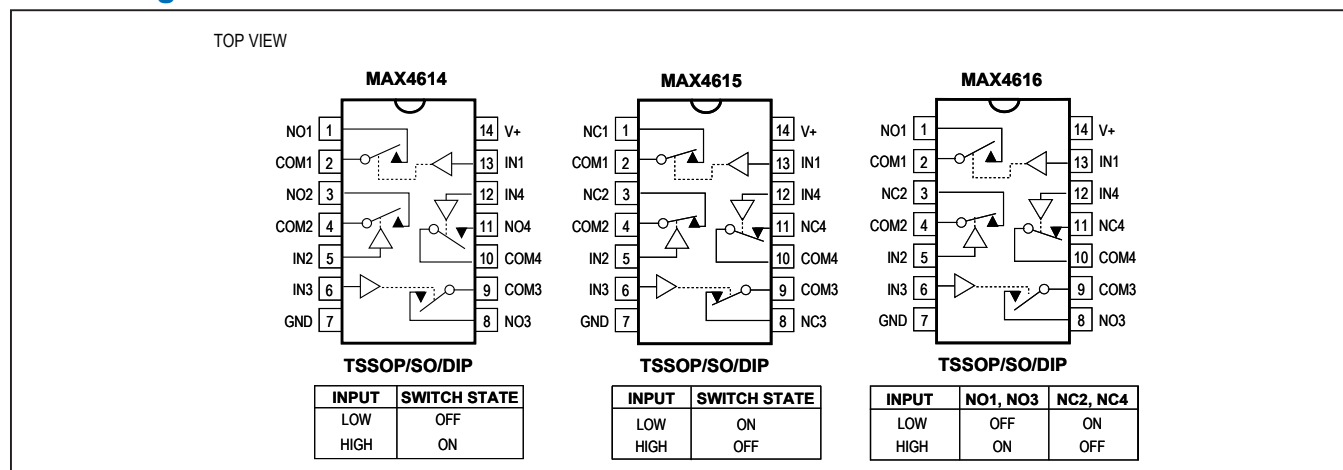 TOP VIEW
MAX4614
NO1 1
COM1 2
NO2 3
COM2 4
IN2 5
IN3 6
GND 7
14 V+
13 IN1
12 IN4
11 NO4
10 COM4
9 COM3
8 NO3
TSSOP/SO/DIP
INPUT SWITCH STATE
LOW OFF
HIGH ON
MAX4615
NC1 1
COM1 2
NC2 3
COM2 4
IN2 5
IN3 6
GND 7
14 V+
13 IN1
12 IN4
11 NC4
10 COM4
9 COM3
8 NC3
TSSOP/SO/DIP
INPUT SWITCH STATE
LOW ON
HIGH OFF
MAX4616
NO1 1
COM1 2
NC2 3
COM2 4
IN2 5
IN3 6
GND 7
14 V+
13 IN1
12 IN4
11 NC4
10 COM4
9 COM3
8 NO3
TSSOP/SO/DIP
INPUT NO1, NO3 NC2, NC4
LOW OFF ON
HIGH ON OFF